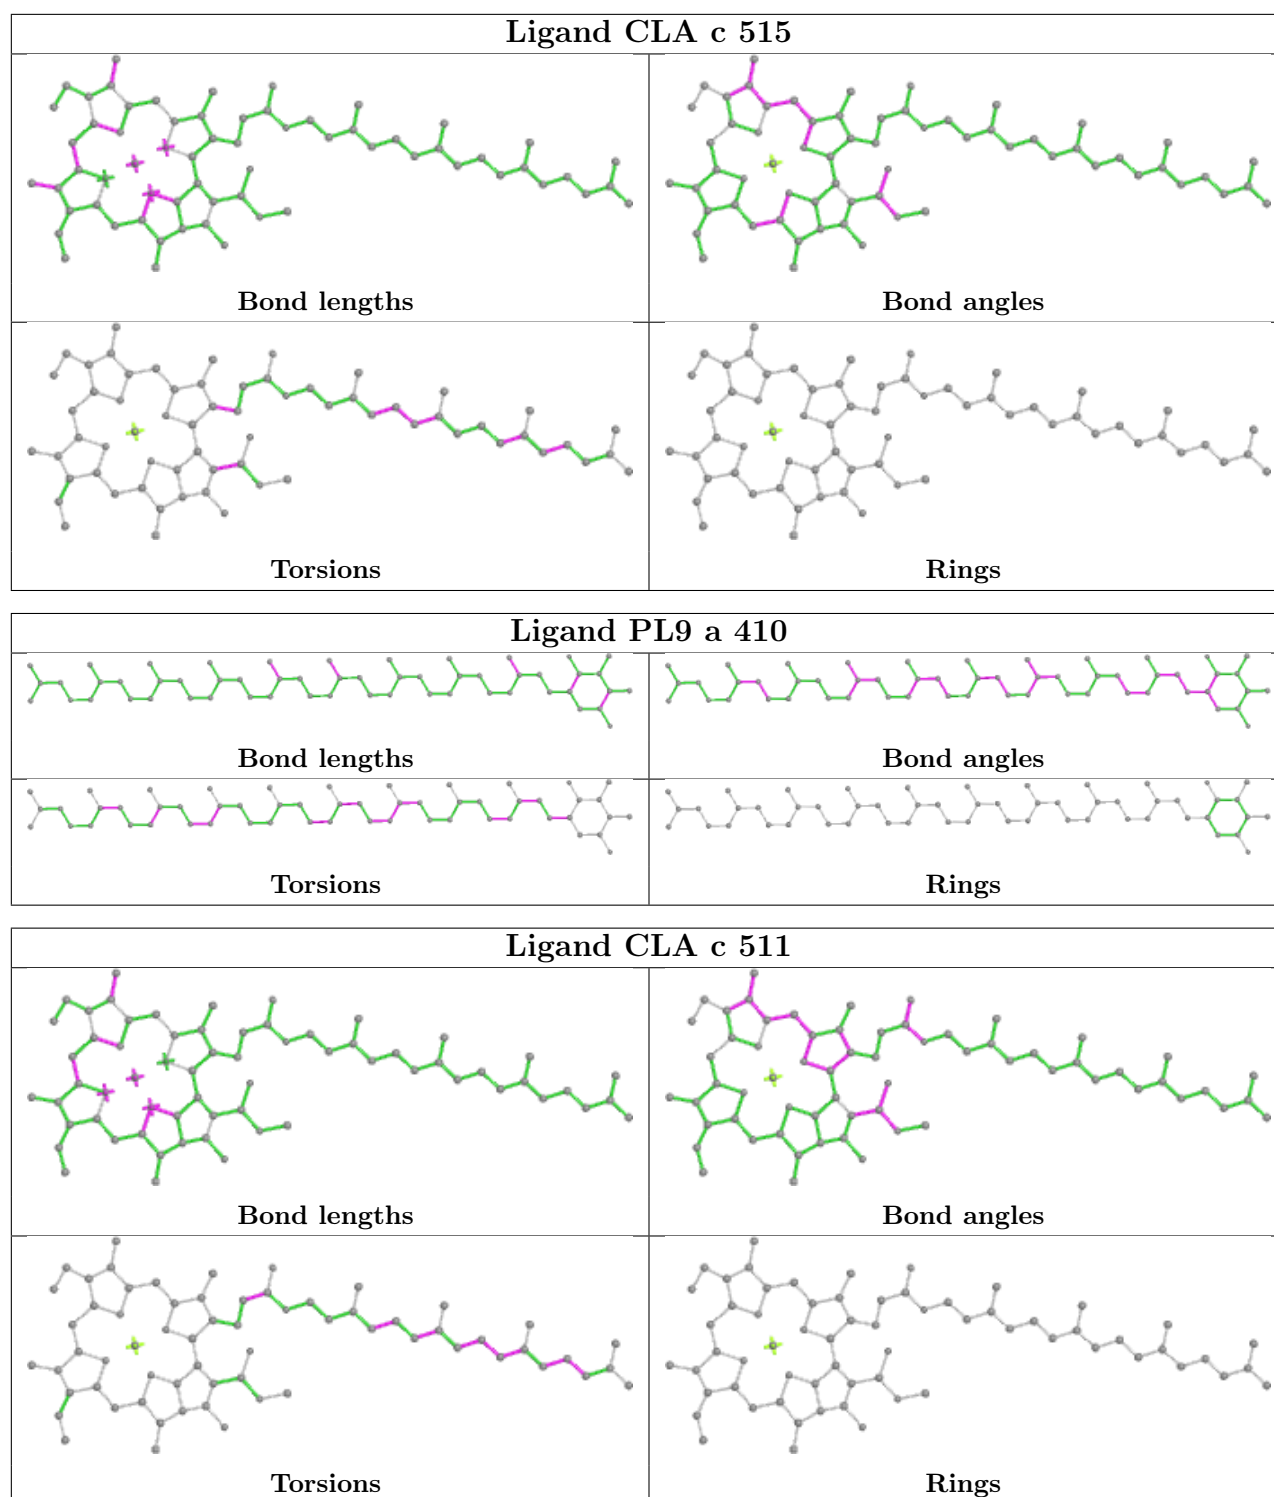 Ligand CLA c 515
Bond lengths
Bond angles
Torsions
Rings
Ligand PL9 a 410
Bond lengths
Bond angles
Torsions
Rings
Ligand CLA c 511
Bond lengths
Bond angles
Torsions
Rings